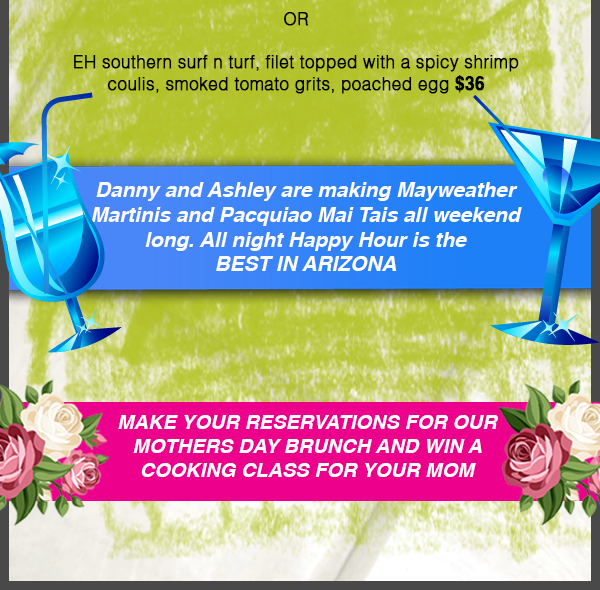 OR
EH southern surf n turf, filet topped with a spicy shrimp
coulis, smoked tomato grits, poached egg $36
Danny and Ashley are making Mayweather
Martinis and Pacquiao Mai Tais all weekend
long. All night Happy Hour is the
BEST IN ARIZONA
MAKE YOUR RESERVATIONS FOR OUR
MOTHERS DAY BRUNCH AND WIN A
COOKING CLASS FOR YOUR MOM